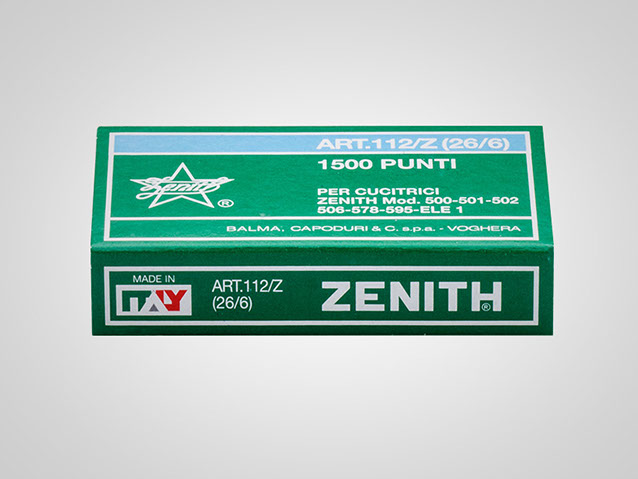 ART.112/Z (26/6)
1500 PUNTI
Zenith
®
PER CUCITRICI
ZENITH Mod. 500-501-502
506-578-595-ELE 1
BALMA, CAPODURI & C. s.p.a. - VOGHERA
MADE IN
ITALY
ART.112/Z
(26/6)
ZENITH®